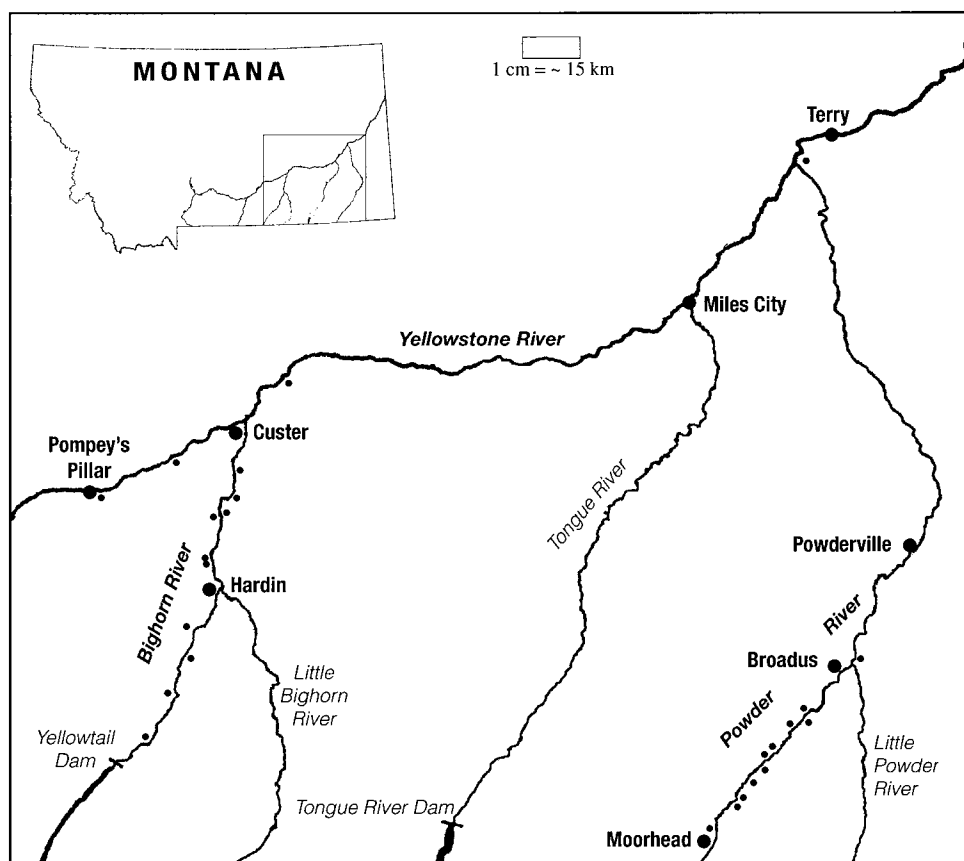 MONTANA
1 cm = ~ 15 km
Terry
Miles City
Yellowstone River
Custer
Pompey's
Pillar
Tongue River
Powderville
Bighorn River
Hardin
River
Broadus
Little
Bighorn
River
Powder
Yellowtail
Dam
Little
Powder
River
Tongue River Dam
Moorhead